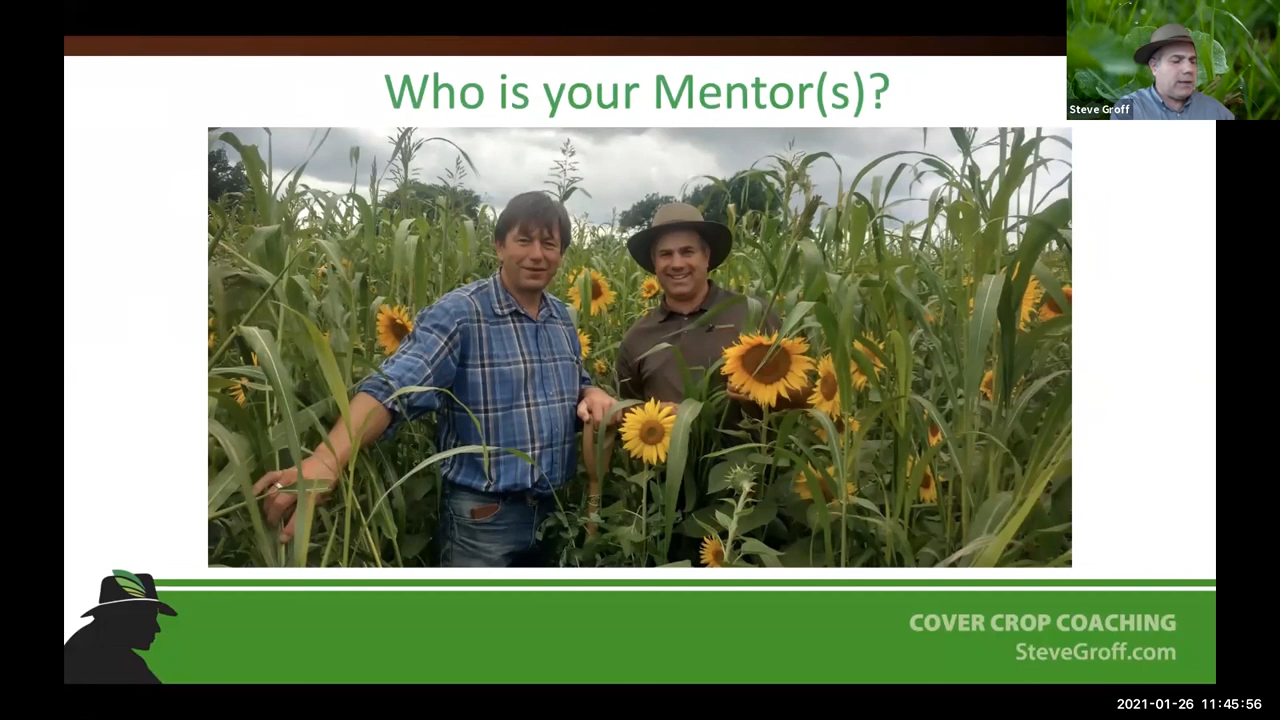 Who is your Mentor(s)?
Steve Groff
COVER CROP COACHING
SteveGroff.com
2021-01-26 11:45:56